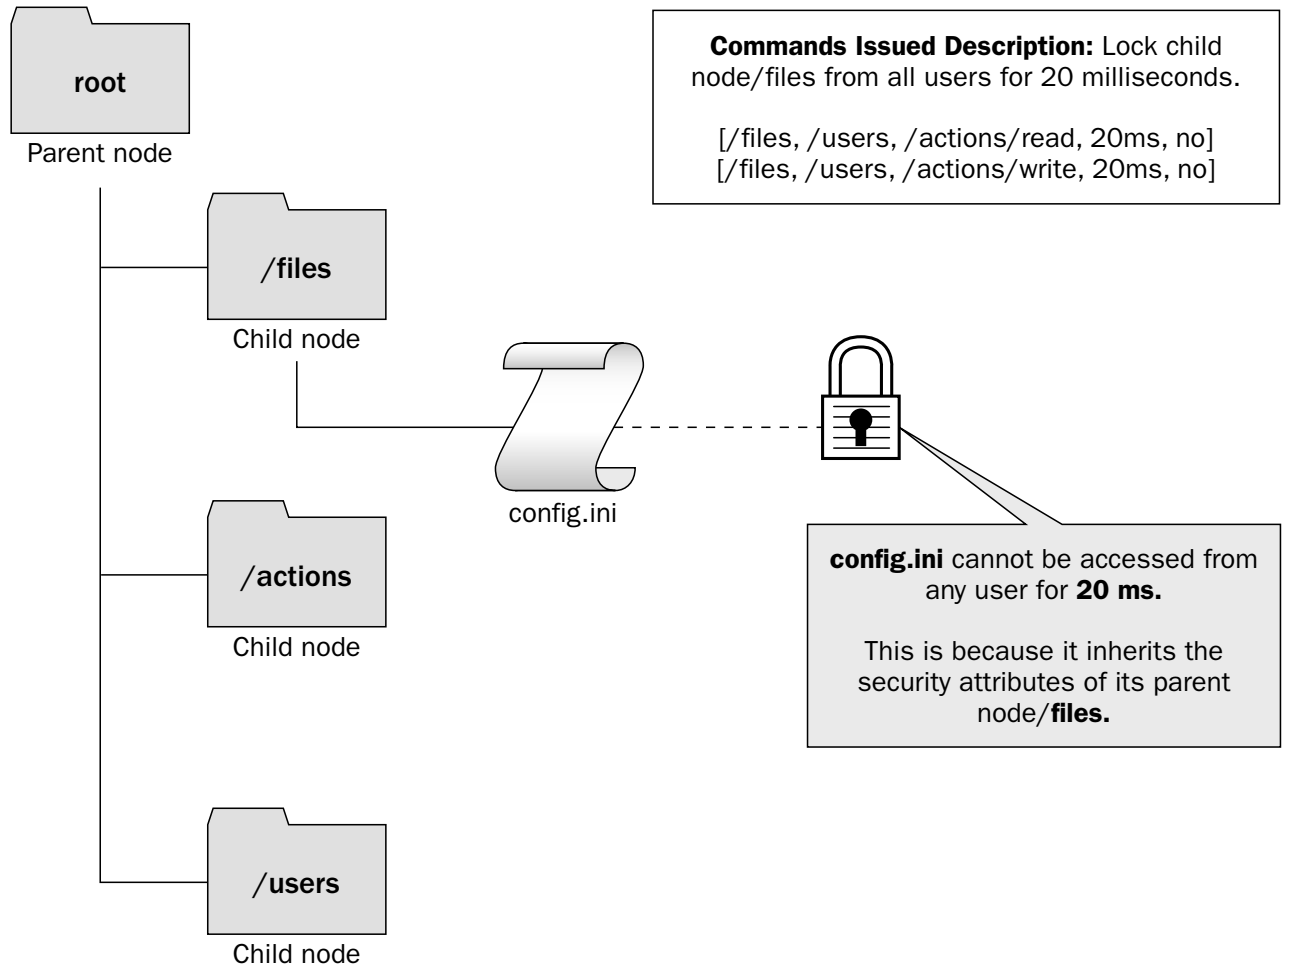 root
Parent node
Commands Issued Description: Lock child
node/files from all users for 20 milliseconds.
[/files, /users, /actions/read, 20ms, no]
[/files, /users, /actions/write, 20ms, no]
/files
Child node
config.ini
config.ini cannot be accessed from
any user for 20 ms.
This is because it inherits the
security attributes of its parent
node/files.
/actions
Child node
/users
Child node